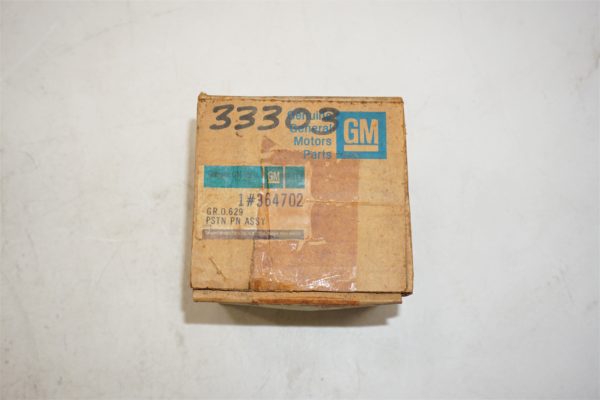 33303
Genuine
General
Motors
Parts
GM
GM
1#364702
GR.0.629
PSTN PN ASSY